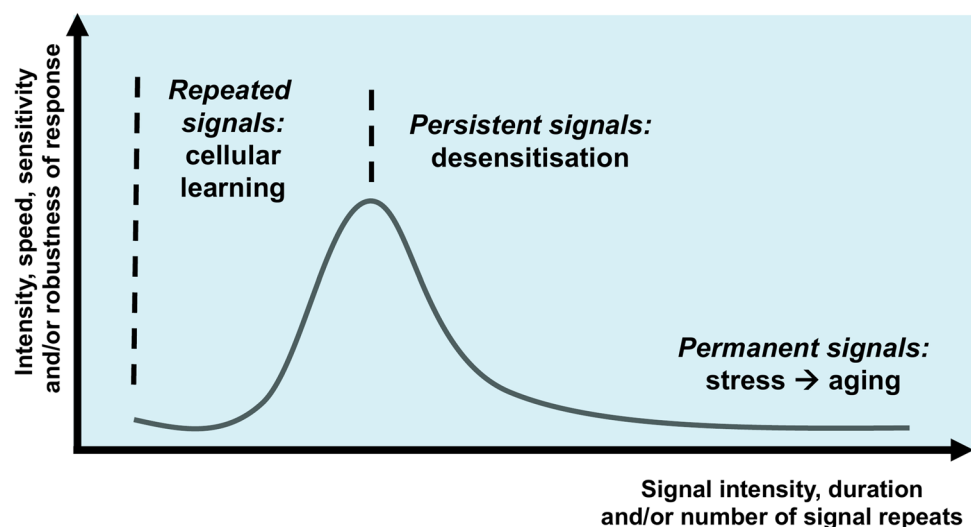 Intensity, speed, sensitivity
and/or robustness of response
Repeated
signals:
cellular
learning
Persistent signals:
desensitisation
Permanent signals:
stress → aging
Signal intensity, duration
and/or number of signal repeats